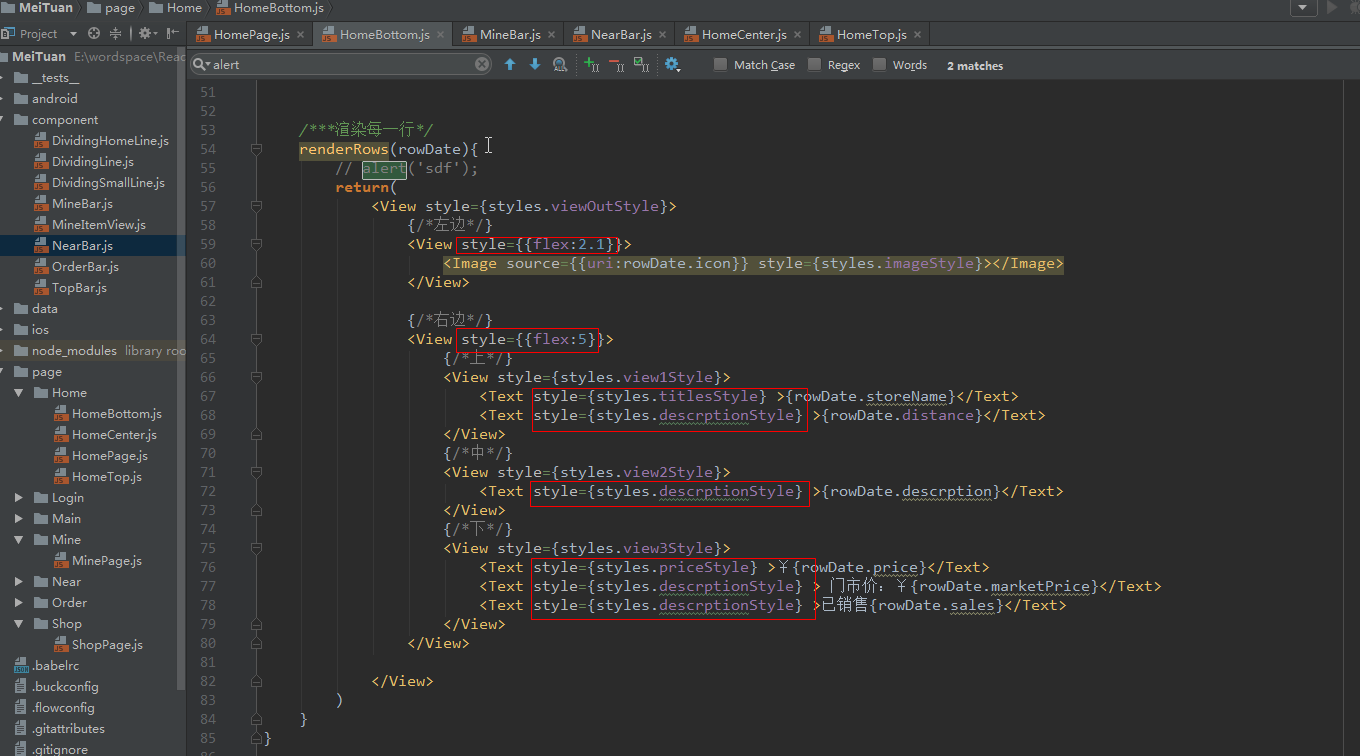 MeiTuan page Home HomeBottom.js
Project
HomePage.js HomeBottom.js MineBar.js NearBar.js HomeCenter.js HomeTop.js
alert Match Case Regex Words 2 matches
MeiTuan E:\wordspace\Reac
__tests__
android
component
DividingHomeLine.js
DividingLine.js
DividingSmallLine.js
MineBar.js
MineItemView.js
NearBar.js
OrderBar.js
TopBar.js
data
ios
node_modules library roo
page
Home
HomeBottom.js
HomeCenter.js
HomePage.js
HomeTop.js
Login
Main
Mine
MinePage.js
Near
Order
Shop
ShopPage.js
.babelrc
.buckconfig
.flowconfig
.gitattributes
.gitignore
51
52
53 /***渲染每一行*/
54 renderRows(rowDate){
55 // alert('sdf');
56 return(
57 <View style={styles.viewOutStyle}>
58 {/*左边*/}
59 <View style={{flex:2.1}}>
60 <Image source={{uri:rowDate.icon}} style={styles.imageStyle}></Image>
61 </View>
62
63 {/*右边*/}
64 <View style={{flex:5}}>
65 {/*上*/}
66 <View style={styles.view1Style}>
67 <Text style={styles.titlesStyle} >{rowDate.storeName}</Text>
68 <Text style={styles.descrptionStyle} >{rowDate.distance}</Text>
69 </View>
70 {/*中*/}
71 <View style={styles.view2Style}>
72 <Text style={styles.descrptionStyle} >{rowDate.descrption}</Text>
73 </View>
74 {/*下*/}
75 <View style={styles.view3Style}>
76 <Text style={styles.priceStyle} >￥{rowDate.price}</Text>
77 <Text style={styles.descrptionStyle} > 门市价：￥{rowDate.marketPrice}</Text>
78 <Text style={styles.descrptionStyle} >已销售{rowDate.sales}</Text>
79 </View>
80 </View>
81
82 </View>
83 )
84 }
85 }